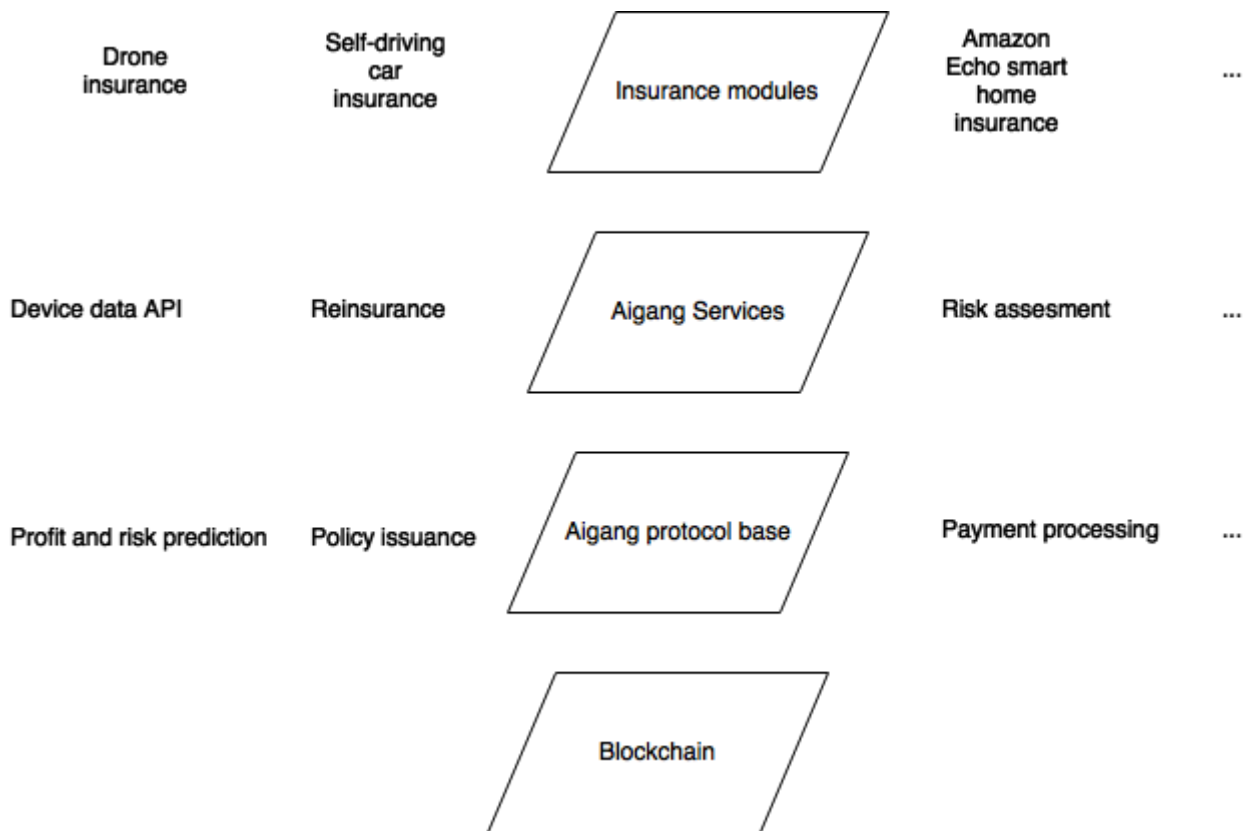 Drone
insurance
Self-driving
car
insurance
Insurance modules
Amazon
Echo smart
home
insurance
...
Device data API
Reinsurance
Aigang Services
Risk assesment
...
Profit and risk prediction
Policy issuance
Aigang protocol base
Payment processing
...
Blockchain